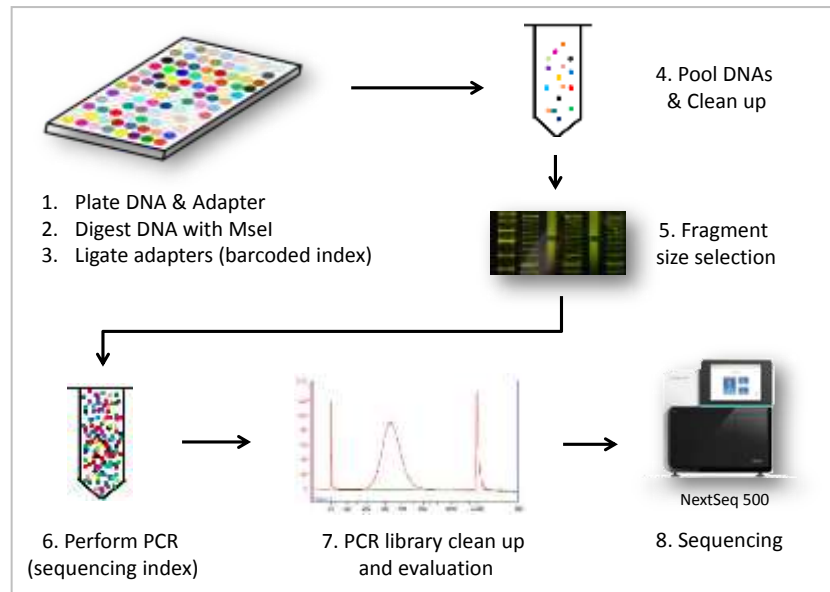 4. Pool DNAs
& Clean up
1. Plate DNA & Adapter
2. Digest DNA with MseI
3. Ligate adapters (barcoded index)
5. Fragment
size selection
NextSeq 500
6. Perform PCR
(sequencing index)
7. PCR library clean up
and evaluation
8. Sequencing